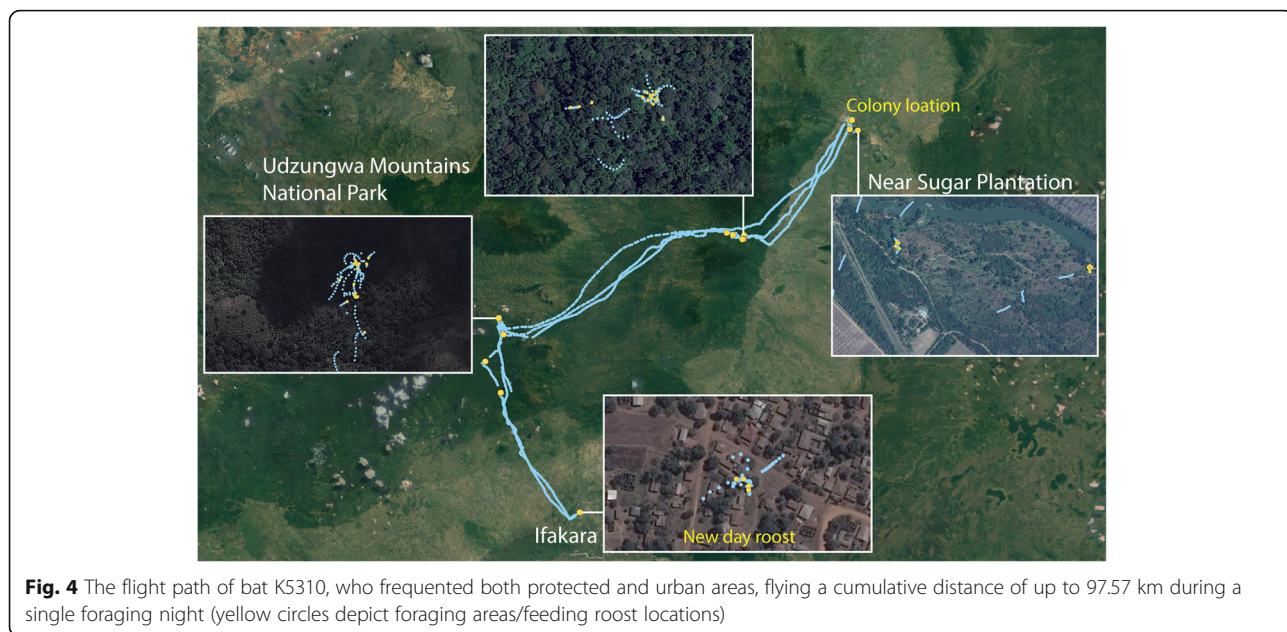 Colony loation
Udzungwa Mountains
National Park
Near Sugar Plantation
Ifakara
New day roost
Fig. 4 The flight path of bat K5310, who frequented both protected and urban areas, flying a cumulative distance of up to 97.57 km during a
single foraging night (yellow circles depict foraging areas/feeding roost locations)